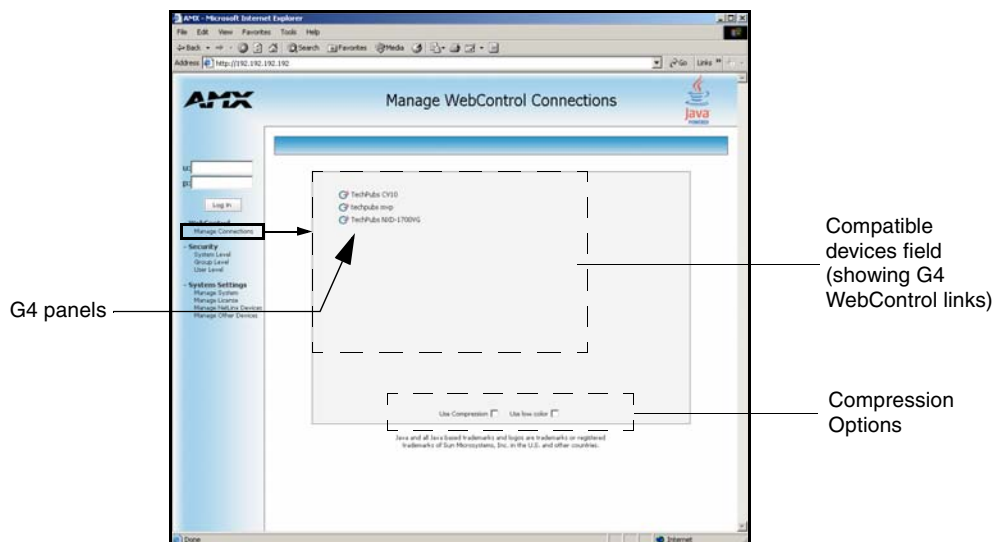 AMX - Microsoft Internet Explorer
File Edit View Favorites Tools Help
Back Search Favorites Media
Address http://192.192.192.192 Go Links
AMX
Manage WebControl Connections
Java
POWERED
Log In
WebControl
Manage Connections
- Security
System Level
Group Level
User Level
- System Settings
Manage System
Manage License
Manage NetLinx Devices
Manage Other Devices
TechPubs CV10
techpubs mvp
TechPubs NXD-1700VG
Use Compression Use low color
Java and all Java based trademarks and logos are trademarks or registered
trademarks of Sun Microsystems, Inc. in the U.S. and other countries.
Done Internet
G4 panels
Compatible
devices field
(showing G4
WebControl links)
Compression
Options